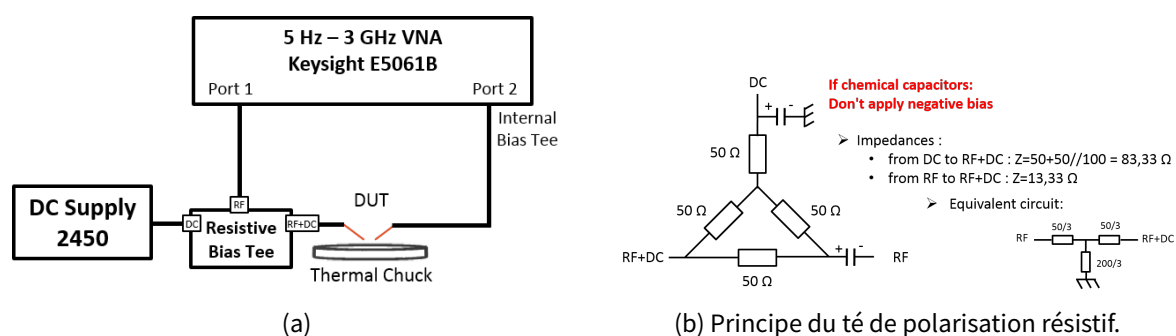 5 Hz – 3 GHz VNA
Keysight E5061B
Port 1
Port 2
Internal
Bias Tee
DC Supply
2450
DC
RF
RF+DC
Resistive
Bias Tee
DUT
Thermal Chuck
(a)
DC
+
-
50 Ω
50 Ω
50 Ω
50 Ω
RF+DC
+
-
RF
If chemical capacitors:
Don't apply negative bias
➢ Impedances :
• from DC to RF+DC : Z=50+50//100 = 83,33 Ω
• from RF to RF+DC : Z=13,33 Ω
➢ Equivalent circuit:
RF
50/3
50/3
RF+DC
200/3
(b) Principe du té de polarisation résistif.